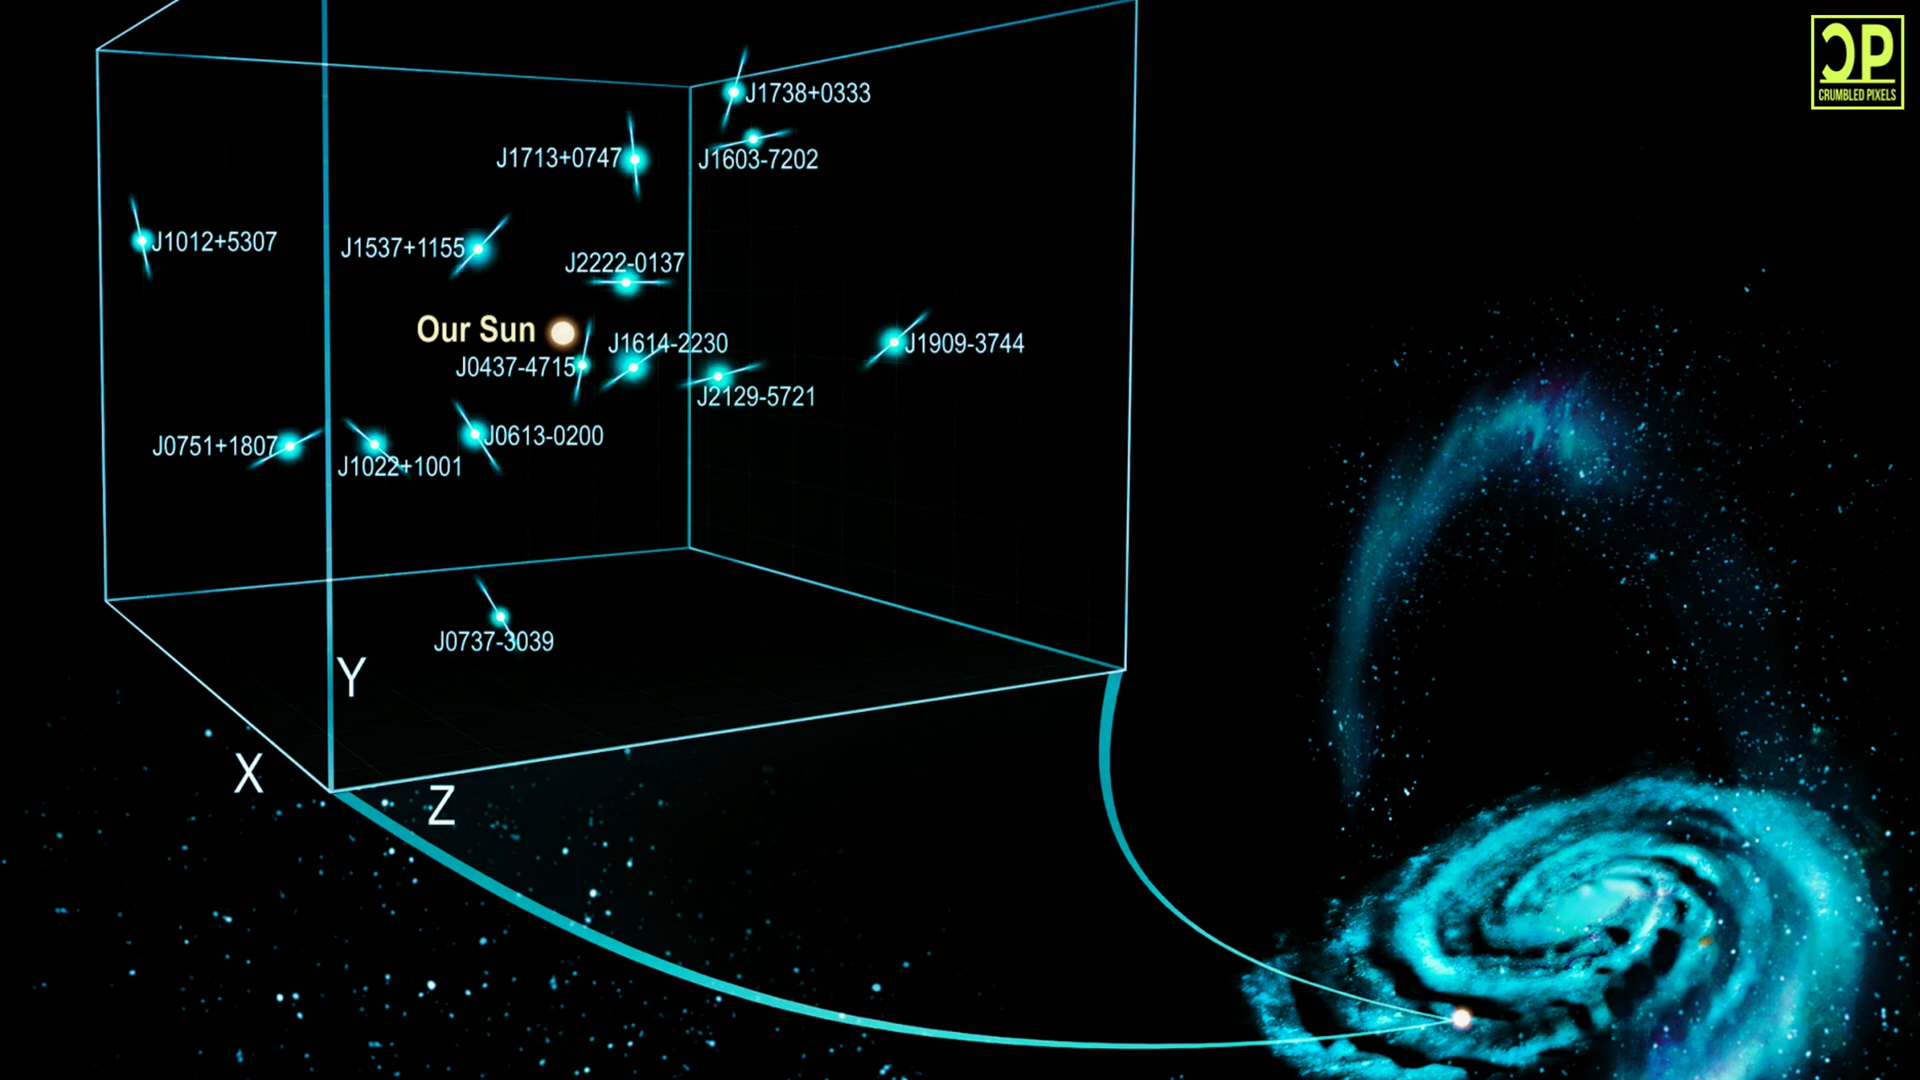 CP
CRUMBLED PIXELS
J1738+0333
J1713+0747
J1603-7202
J1012+5307
J1537+1155
J2222-0137
Our Sun
J1614-2230
J1909-3744
J0437-4715
J2129-5721
J0751+1807
J0613-0200
J1022+1001
J0737-3039
Y
X
Z